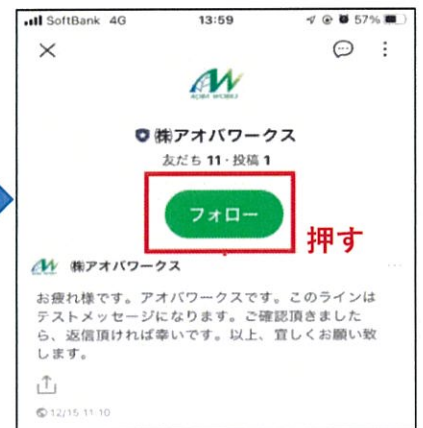 SoftBank 4G 13:59 57%
AOBA WORKS
㈱アオバワークス
友だち 11・投稿 1
フォロー
押す
㈱アオバワークス
お疲れ様です。アオバワークスです。このラインは
テストメッセージになります。ご確認頂きました
ら、返信頂ければ幸いです。以上、宜しくお願い致
します。
12/15 11:10